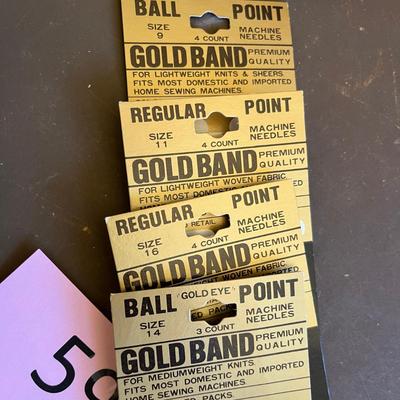 BALL POINT
SIZE 9 4 COUNT MACHINE NEEDLES
GOLD BAND PREMIUM QUALITY
FOR LIGHTWEIGHT KNITS & SHEERS.
FITS MOST DOMESTIC AND IMPORTED
HOME SEWING MACHINES.
REGULAR POINT
SIZE 11 4 COUNT MACHINE NEEDLES
GOLD BAND PREMIUM QUALITY
FOR LIGHTWEIGHT WOVEN FABRIC.
FITS MOST DOMESTIC
REGULAR POINT
RETAIL
SIZE 16 4 COUNT MACHINE NEEDLES
GOLD BAND PREMIUM QUALITY
WOVEN FABRIC.
BALL "GOLD EYE" POINT
PACKS
SIZE 14 3 COUNT MACHINE NEEDLES
GOLD BAND PREMIUM QUALITY
FOR MEDIUMWEIGHT KNITS.
FITS MOST DOMESTIC AND IMPORTED
SEWING MACHINES.
PACKS.
5